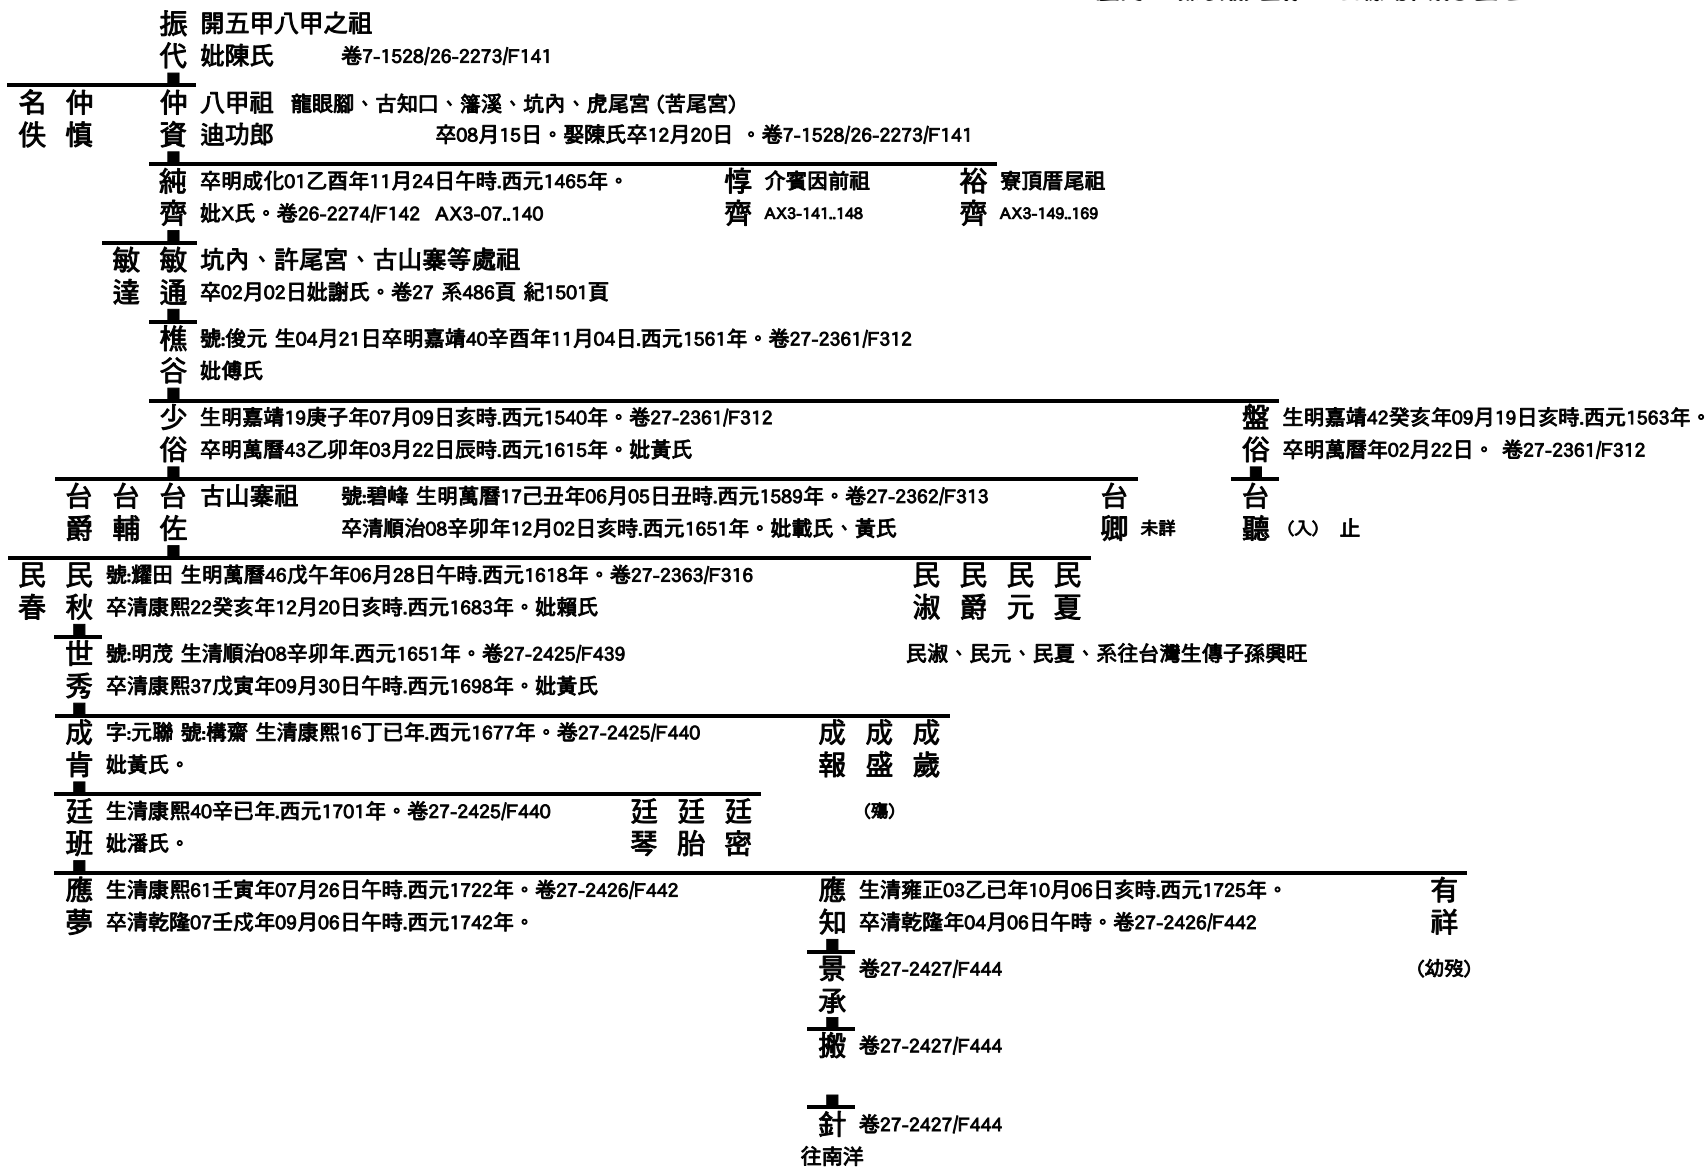 振代 開五甲八甲之祖
妣陳氏 卷7-1528/26-2273/F141
名佚 仲慎 仲資 八甲祖 龍眼腳、古知口、籓溪、坑內、虎尾宮 (苦尾宮)
迪功郎 卒08月15日。娶陳氏卒12月20日 。卷7-1528/26-2273/F141
純齊 卒明成化01乙酉年11月24日午時.西元1465年。 惇齊 介賓因前祖 裕齊 寮頂厝尾祖
妣X氏。卷26-2274/F142 AX3-07..140 AX3-141..148 AX3-149..169
敏達 敏通 坑內、許尾宮、古山寨等處祖
卒02月02日妣謝氏。卷27 系486頁 紀1501頁
樵谷 號:俊元 生04月21日卒明嘉靖40辛酉年11月04日.西元1561年。卷27-2361/F312
妣傅氏
少俗 生明嘉靖19庚子年07月09日亥時.西元1540年。卷27-2361/F312 盤俗 生明嘉靖42癸亥年09月19日亥時.西元1563年。
卒明萬曆43乙卯年03月22日辰時.西元1615年。妣黃氏 卒明萬曆年02月22日。 卷27-2361/F312
台爵 台輔 台佐 古山寨祖 號:碧峰 生明萬曆17己丑年06月05日丑時.西元1589年。卷27-2362/F313 台卿 未詳 台聽 (入) 止
卒清順治08辛卯年12月02日亥時.西元1651年。妣載氏、黃氏
民春 民秋 號:耀田 生明萬曆46戊午年06月28日午時.西元1618年。卷27-2363/F316 民淑 民爵 民元 民夏
卒清康熙22癸亥年12月20日亥時.西元1683年。妣賴氏
世秀 號:明茂 生清順治08辛卯年.西元1651年。卷27-2425/F439 民淑、民元、民夏、系往台灣生傳子孫興旺
卒清康熙37戊寅年09月30日午時.西元1698年。妣黃氏
成肯 字:元聯 號:構齋 生清康熙16丁巳年.西元1677年。卷27-2425/F440 成報 成盛 成歲
妣黃氏。
廷班 生清康熙40辛巳年.西元1701年。卷27-2425/F440 廷琴 廷胎 廷密 (殤)
妣潘氏。
應夢 生清康熙61壬寅年07月26日午時.西元1722年。卷27-2426/F442 應知 生清雍正03乙巳年10月06日亥時.西元1725年。 有祥
卒清乾隆07壬戌年09月06日午時.西元1742年。 卒清乾隆年04月06日午時。卷27-2426/F442
景承 卷27-2427/F444 (幼歿)
搬 卷27-2427/F444
針 卷27-2427/F444
往南洋